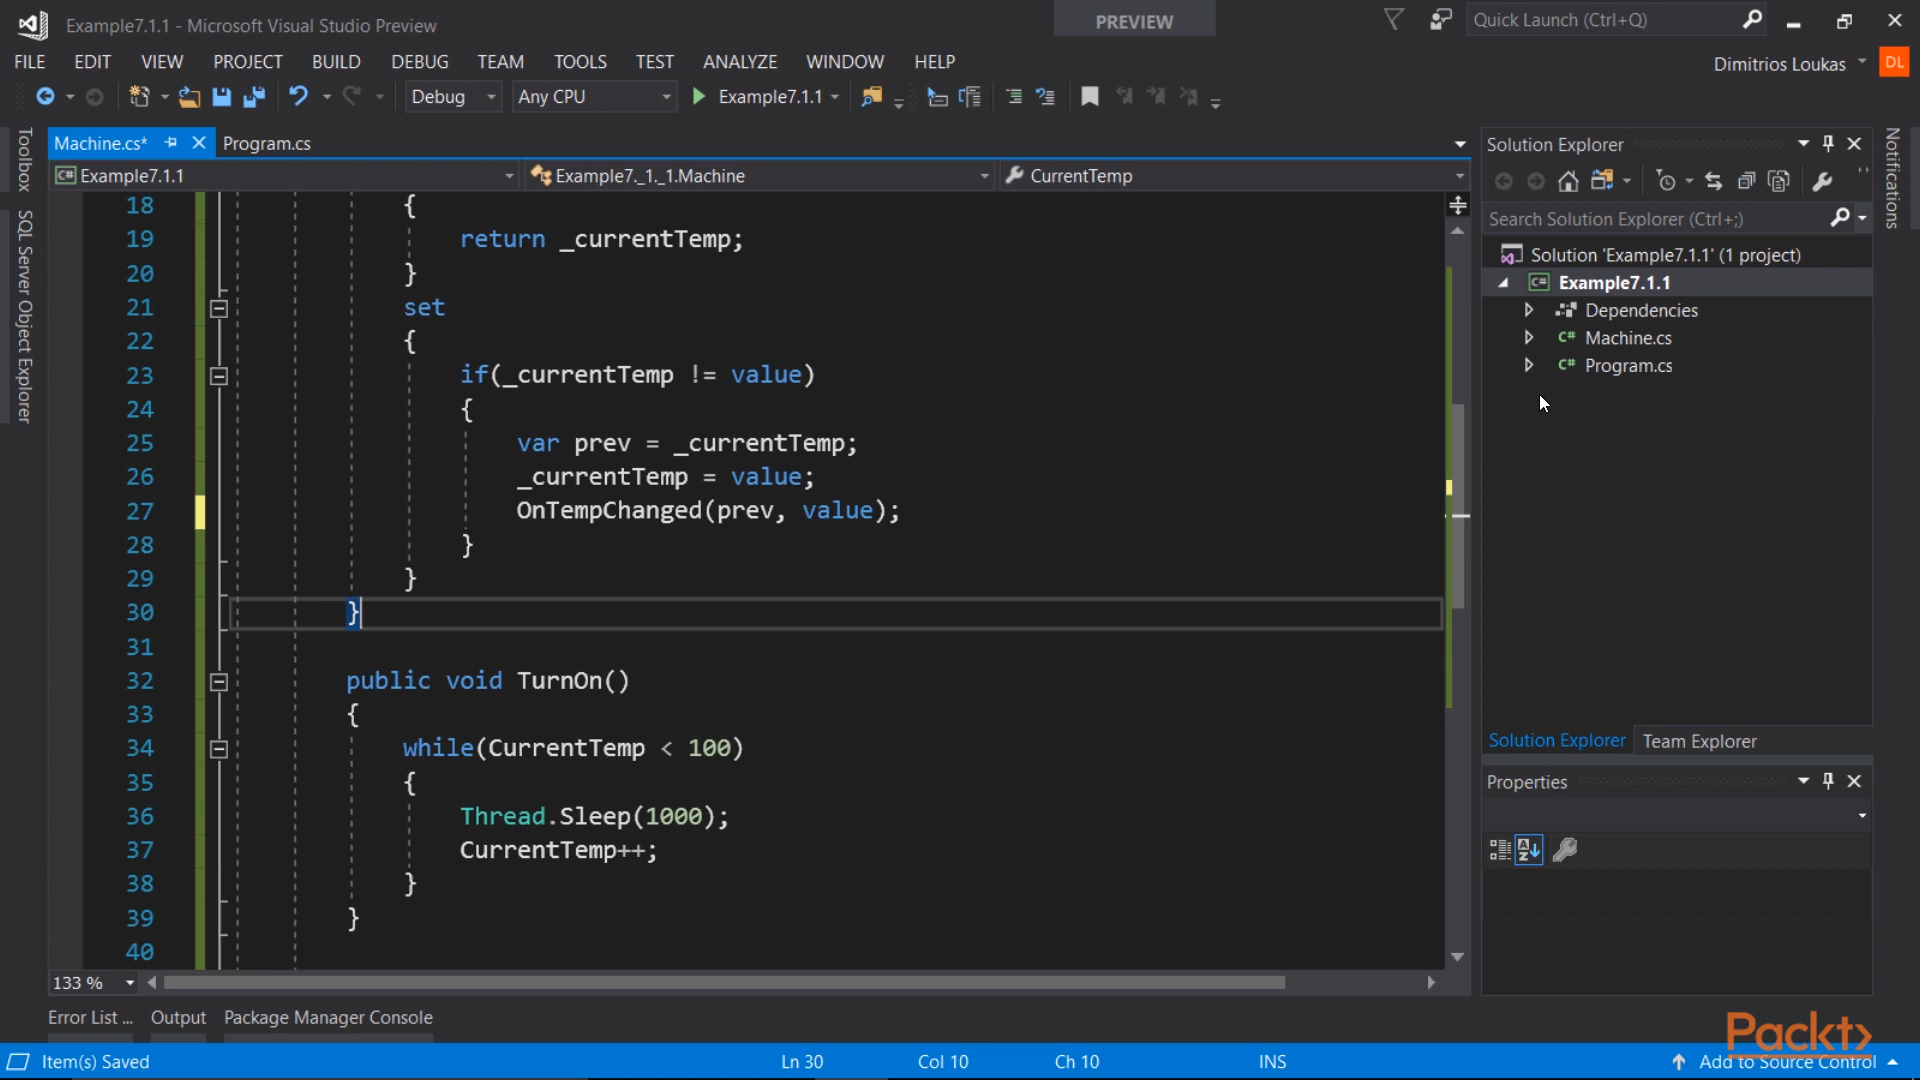 Example7.1.1 - Microsoft Visual Studio Preview
PREVIEW
Quick Launch (Ctrl+Q)
FILE EDIT VIEW PROJECT BUILD DEBUG TEAM TOOLS TEST ANALYZE WINDOW HELP
Dimitrios Loukas DL
Debug Any CPU Example7.1.1
Toolbox
SQL Server Object Explorer
Machine.cs* Program.cs
Example7.1.1 Example7._1._1.Machine CurrentTemp
18 {
19 return _currentTemp;
20 }
21 set
22 {
23 if(_currentTemp != value)
24 {
25 var prev = _currentTemp;
26 _currentTemp = value;
27 OnTempChanged(prev, value);
28 }
29 }
30 }
31
32 public void TurnOn()
33 {
34 while(CurrentTemp < 100)
35 {
36 Thread.Sleep(1000);
37 CurrentTemp++;
38 }
39 }
40
133 %
Solution Explorer
Search Solution Explorer (Ctrl+;)
Solution 'Example7.1.1' (1 project)
C# Example7.1.1
Dependencies
C# Machine.cs
C# Program.cs
Solution Explorer Team Explorer
Properties
Notifications
Error List ... Output Package Manager Console
Packt>
Item(s) Saved Ln 30 Col 10 Ch 10 INS Add to Source Control